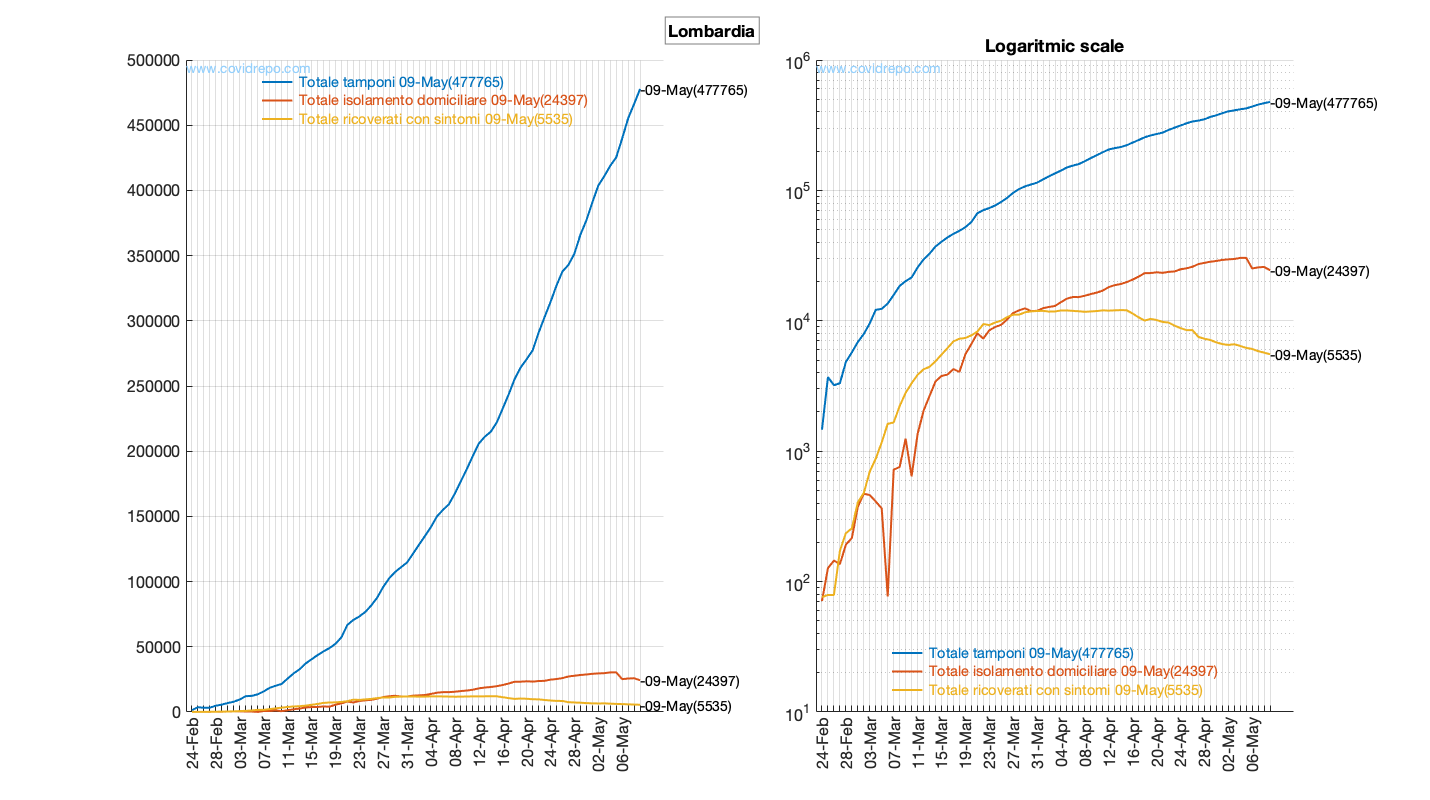 Lombardia
www.covidrepo.com
Totale tamponi 09-May(477765)
Totale isolamento domiciliare 09-May(24397)
Totale ricoverati con sintomi 09-May(5535)
500000
450000
400000
350000
300000
250000
200000
150000
100000
50000
0
-09-May(477765)
-09-May(24397)
-09-May(5535)
24-Feb
28-Feb
03-Mar
07-Mar
11-Mar
15-Mar
19-Mar
23-Mar
27-Mar
31-Mar
04-Apr
08-Apr
12-Apr
16-Apr
20-Apr
24-Apr
28-Apr
02-May
06-May
Logaritmic scale
www.covidrepo.com
10^6
10^5
10^4
10^3
10^2
10^1
-09-May(477765)
-09-May(24397)
-09-May(5535)
Totale tamponi 09-May(477765)
Totale isolamento domiciliare 09-May(24397)
Totale ricoverati con sintomi 09-May(5535)
24-Feb
28-Feb
03-Mar
07-Mar
11-Mar
15-Mar
19-Mar
23-Mar
27-Mar
31-Mar
04-Apr
08-Apr
12-Apr
16-Apr
20-Apr
24-Apr
28-Apr
02-May
06-May